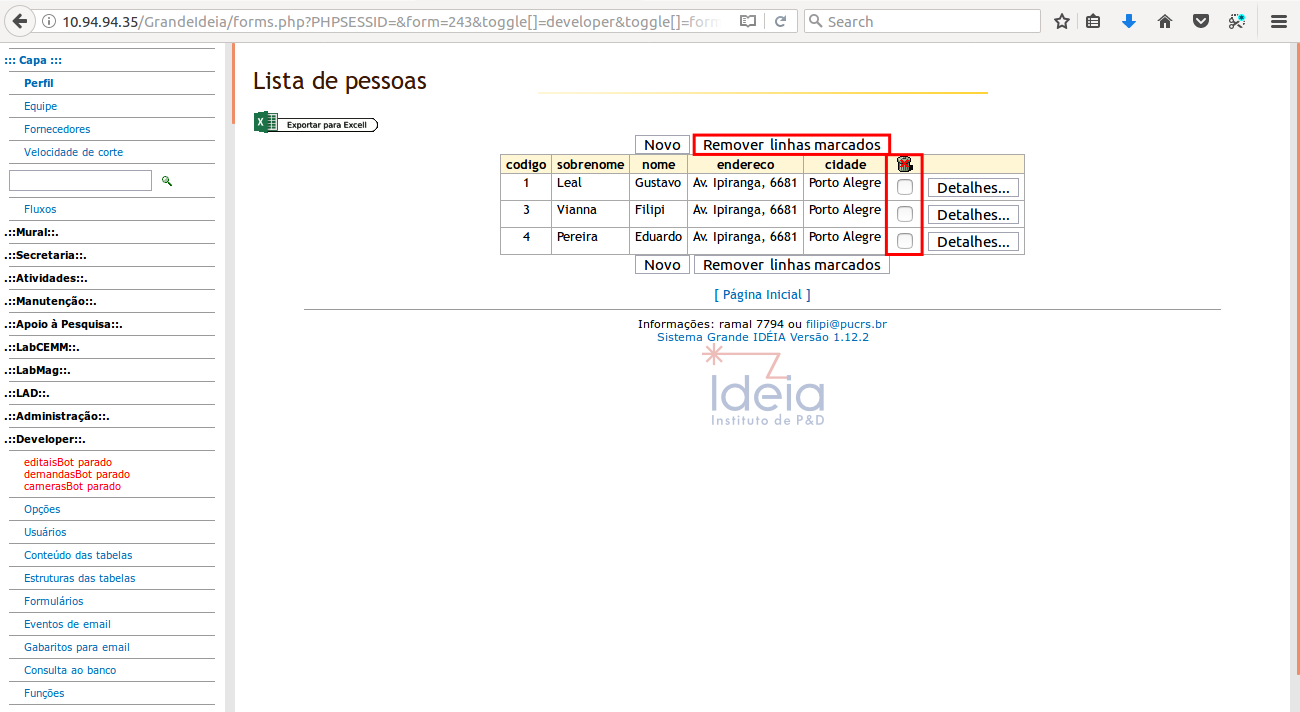 10.94.94.35/GrandeIdeia/forms.php?PHPSESSID=&form=243&toggle[]=developer&toggle[]=form
Search
::: Capa :::
Perfil
Equipe
Fornecedores
Velocidade de corte
Fluxos
.::Mural::.
.::Secretaria::.
.::Atividades::.
.::Manutenção::.
.::Apoio à Pesquisa::.
.::LabCEMM::.
.::LabMag::.
.::LAD::.
.::Administração::.
.::Developer::.
editaisBot parado
demandasBot parado
camerasBot parado
Opções
Usuários
Conteúdo das tabelas
Estruturas das tabelas
Formulários
Eventos de email
Gabaritos para email
Consulta ao banco
Funções
Lista de pessoas
Exportar para Excell
Novo Remover linhas marcados
codigo sobrenome nome endereco cidade
1 Leal Gustavo Av. Ipiranga, 6681 Porto Alegre Detalhes...
3 Vianna Filipi Av. Ipiranga, 6681 Porto Alegre Detalhes...
4 Pereira Eduardo Av. Ipiranga, 6681 Porto Alegre Detalhes...
Novo Remover linhas marcados
[ Página Inicial ]
Informações: ramal 7794 ou filipi@pucrs.br
Sistema Grande IDÉIA Versão 1.12.2
Ideia
Instituto de P&D